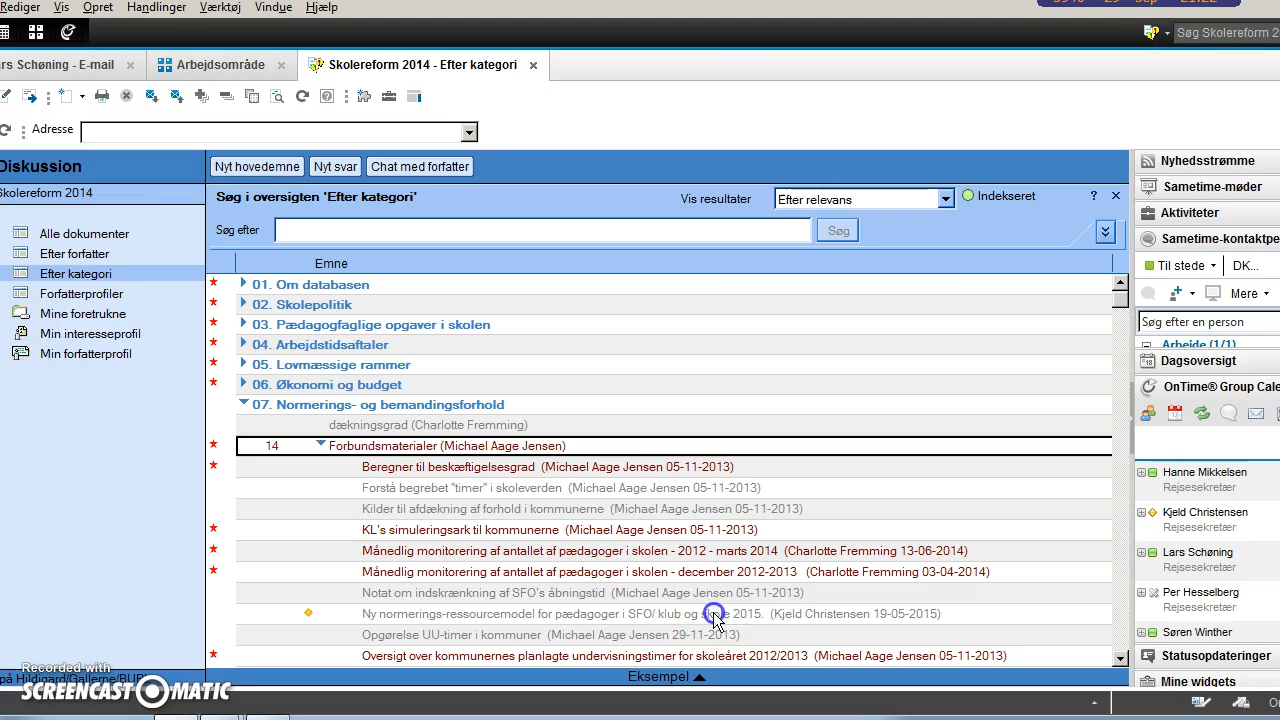 Rediger Vis Opret Handlinger Værktøj Vindue Hjælp
Søg Skolereform 2
rs Schøning - E-mail Arbejdsområde Skolereform 2014 - Efter kategori
Adresse
Diskussion
Skolereform 2014
Alle dokumenter
Efter forfatter
Efter kategori
Forfatterprofiler
Mine foretrukne
Min interesseprofil
Min forfatterprofil
Nyt hovedemne Nyt svar Chat med forfatter
Søg i oversigten 'Efter kategori' Vis resultater Efter relevans Indekseret ?
Søg efter Søg
Emne
01. Om databasen
02. Skolepolitik
03. Pædagogfaglige opgaver i skolen
04. Arbejdstidsaftaler
05. Lovmæssige rammer
06. Økonomi og budget
07. Normerings- og bemandingsforhold
dækningsgrad (Charlotte Fremming)
14 Forbundsmaterialer (Michael Aage Jensen)
Beregner til beskæftigelsesgrad (Michael Aage Jensen 05-11-2013)
Forstå begrebet "timer" i skoleverden (Michael Aage Jensen 05-11-2013)
Kilder til afdækning af forhold i kommunerne (Michael Aage Jensen 05-11-2013)
KL's simuleringsark til kommunerne (Michael Aage Jensen 05-11-2013)
Månedlig monitorering af antallet af pædagoger i skolen - 2012 - marts 2014 (Charlotte Fremming 13-06-2014)
Månedlig monitorering af antallet af pædagoger i skolen - december 2012-2013 (Charlotte Fremming 03-04-2014)
Notat om indskrænkning af SFO's åbningstid (Michael Aage Jensen 05-11-2013)
Ny normerings-ressourcemodel for pædagoger i SFO/ klub og skole 2015. (Kjeld Christensen 19-05-2015)
Opgørelse UU-timer i kommuner (Michael Aage Jensen 29-11-2013)
Oversigt over kommunernes planlagte undervisningstimer for skoleåret 2012/2013 (Michael Aage Jensen 05-11-2013)
Eksempel
Nyhedsstrømme
Sametime-møder
Aktiviteter
Sametime-kontaktpe
Til stede DK...
Mere
Søg efter en person
Arbejde (1/1)
Dagsoversigt
OnTime® Group Cale
Hanne Mikkelsen
Rejsesekretær
Kjeld Christensen
Rejsesekretær
Lars Schøning
Rejsesekretær
Per Hesselberg
Rejsesekretær
Søren Winther
Statusopdateringer
Mine widgets
på Hildigard/Gallerne/BUP
Recorded with
SCREENCAST-O-MATIC